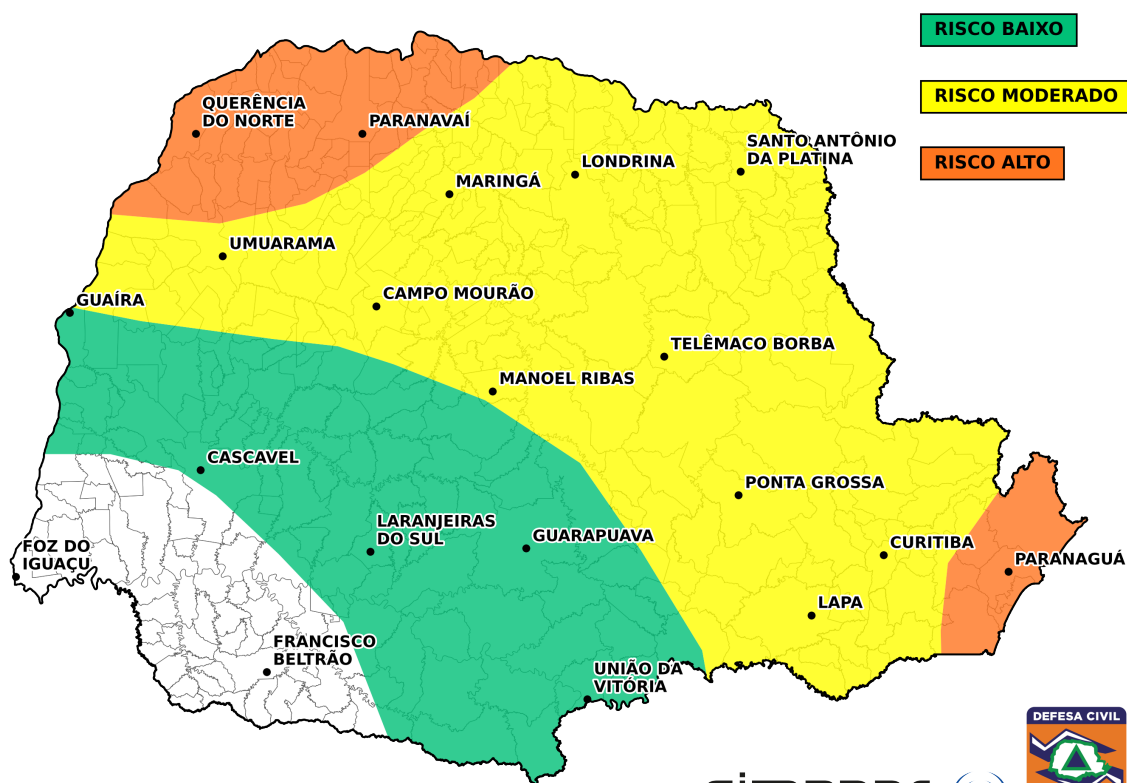 RISCO BAIXO
RISCO MODERADO
RISCO ALTO
QUERÊNCIA
DO NORTE
PARANAVAÍ
SANTO ANTÔNIO
DA PLATINA
LONDRINA
MARINGÁ
UMUARAMA
CAMPO MOURÃO
GUAÍRA
TELÊMACO BORBA
MANOEL RIBAS
CASCAVEL
PONTA GROSSA
LARANJEIRAS
DO SUL
GUARAPUAVA
CURITIBA
FOZ DO
IGUAÇU
PARANAGUÁ
LAPA
FRANCISCO
BELTRÃO
UNIÃO DA
VITÓRIA
DEFESA CIVIL